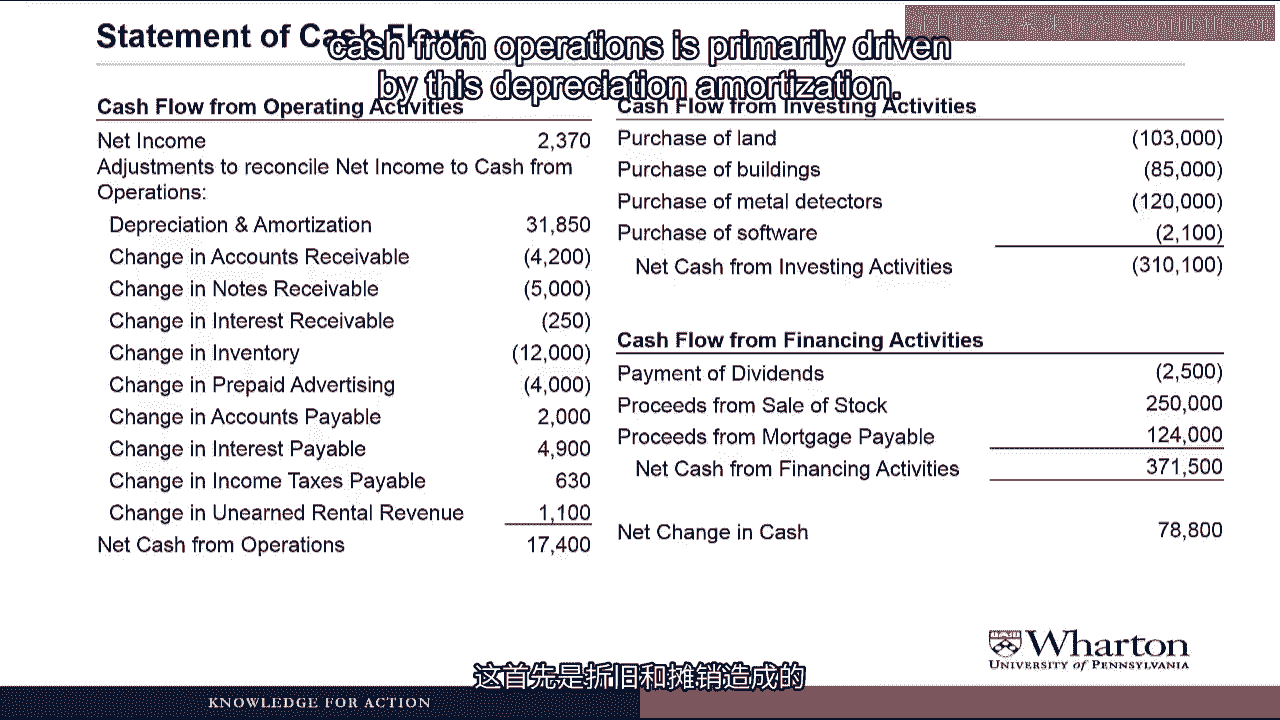 Statement of Cash Flows
cash from operations is primarily driven
by this depreciation amortization.
Cash Flow from Operating Activities
Net Income 2,370
Adjustments to reconcile Net Income to Cash from
Operations:
Depreciation & Amortization 31,850
Change in Accounts Receivable (4,200)
Change in Notes Receivable (5,000)
Change in Interest Receivable (250)
Change in Inventory (12,000)
Change in Prepaid Advertising (4,000)
Change in Accounts Payable 2,000
Change in Interest Payable 4,900
Change in Income Taxes Payable 630
Change in Unearned Rental Revenue 1,100
Net Cash from Operations 17,400
Cash Flow from Investing Activities
Purchase of land (103,000)
Purchase of buildings (85,000)
Purchase of metal detectors (120,000)
Purchase of software (2,100)
Net Cash from Investing Activities (310,100)
Cash Flow from Financing Activities
Payment of Dividends (2,500)
Proceeds from Sale of Stock 250,000
Proceeds from Mortgage Payable 124,000
Net Cash from Financing Activities 371,500
Net Change in Cash 78,800
Wharton
UNIVERSITY of PENNSYLVANIA
这首先是折旧和摊销造成的
KNOWLEDGE FOR ACTION